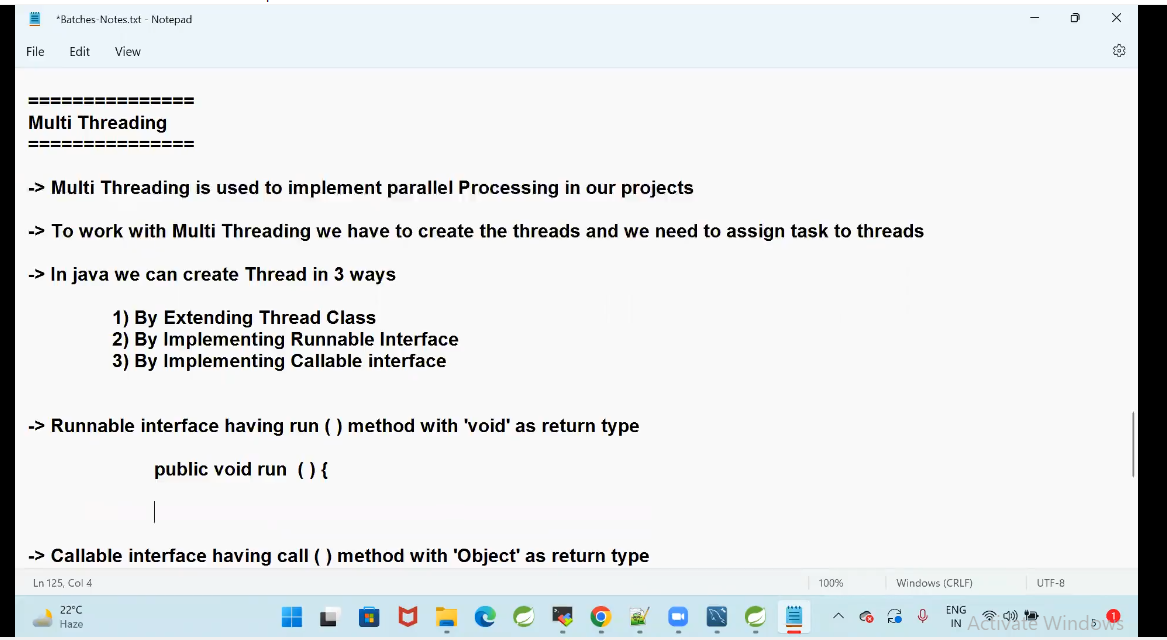 *Batches-Notes.txt - Notepad
File Edit View
===============
Multi Threading
===============
-> Multi Threading is used to implement parallel Processing in our projects
-> To work with Multi Threading we have to create the threads and we need to assign task to threads
-> In java we can create Thread in 3 ways
1) By Extending Thread Class
2) By Implementing Runnable Interface
3) By Implementing Callable interface
-> Runnable interface having run ( ) method with 'void' as return type
public void run ( ) {
-> Callable interface having call ( ) method with 'Object' as return type
Ln 125, Col 4 100% Windows (CRLF) UTF-8
22°C
Haze
ENG
IN
1
5
Activate Windows